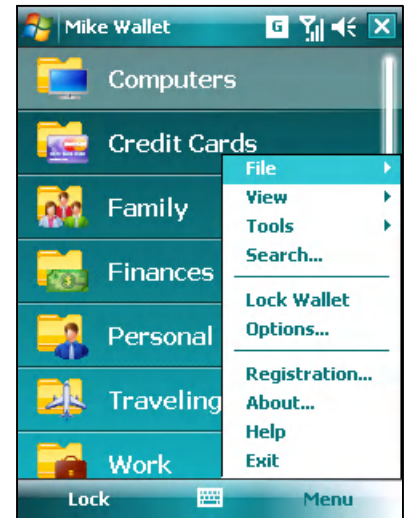 Mike Wallet G
Computers
Credit Cards
Family
Finances
Personal
Traveling
Work
File
View
Tools
Search...
Lock Wallet
Options...
Registration...
About...
Help
Exit
Lock Menu